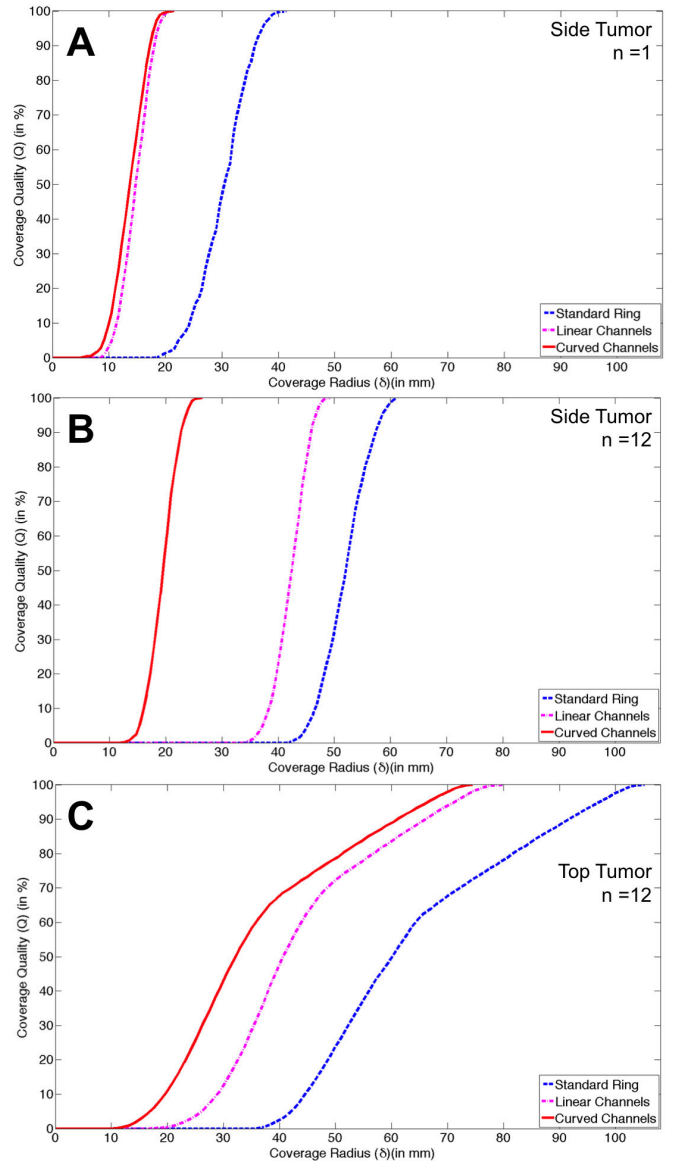 A
Side Tumor
n =1
Coverage Quality (Q) (in %)
100
90
80
70
60
50
40
30
20
10
0
Standard Ring
Linear Channels
Curved Channels
0 10 20 30 40 50 60 70 80 90 100
Coverage Radius (δ)(in mm)
B
Side Tumor
n =12
Coverage Quality (Q) (in %)
100
90
80
70
60
50
40
30
20
10
0
Standard Ring
Linear Channels
Curved Channels
0 10 20 30 40 50 60 70 80 90 100
Coverage Radius (δ)(in mm)
C
Top Tumor
n =12
Coverage Quality (Q) (in %)
100
90
80
70
60
50
40
30
20
10
0
Standard Ring
Linear Channels
Curved Channels
0 10 20 30 40 50 60 70 80 90 100
Coverage Radius (δ)(in mm)